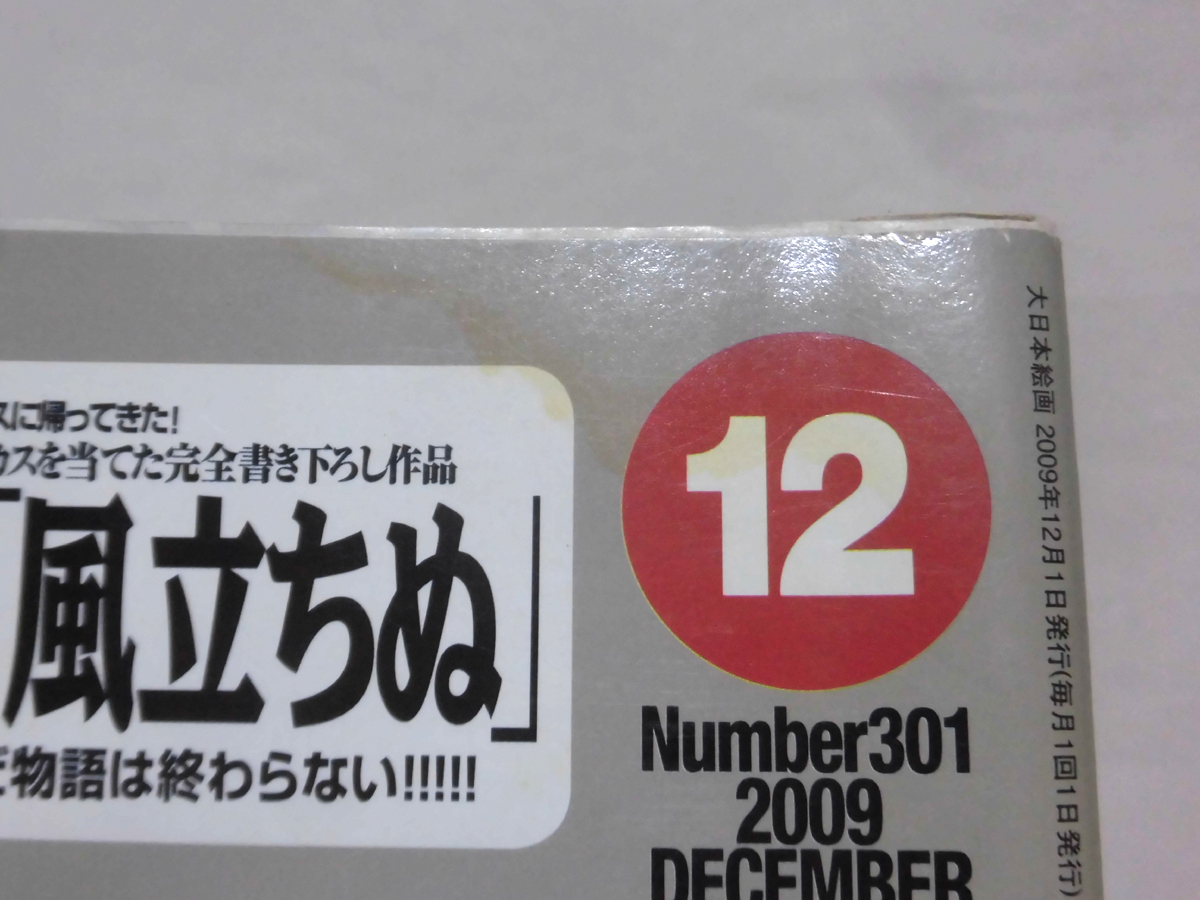 スに帰ってきた!
カスを当てた完全書き下ろし作品
「風立ちぬ」
物語は終わらない!!!!!
12
Number301
2009
DECEMBER
大日本絵画 2009年12月1日発行(毎月1回1日発行)